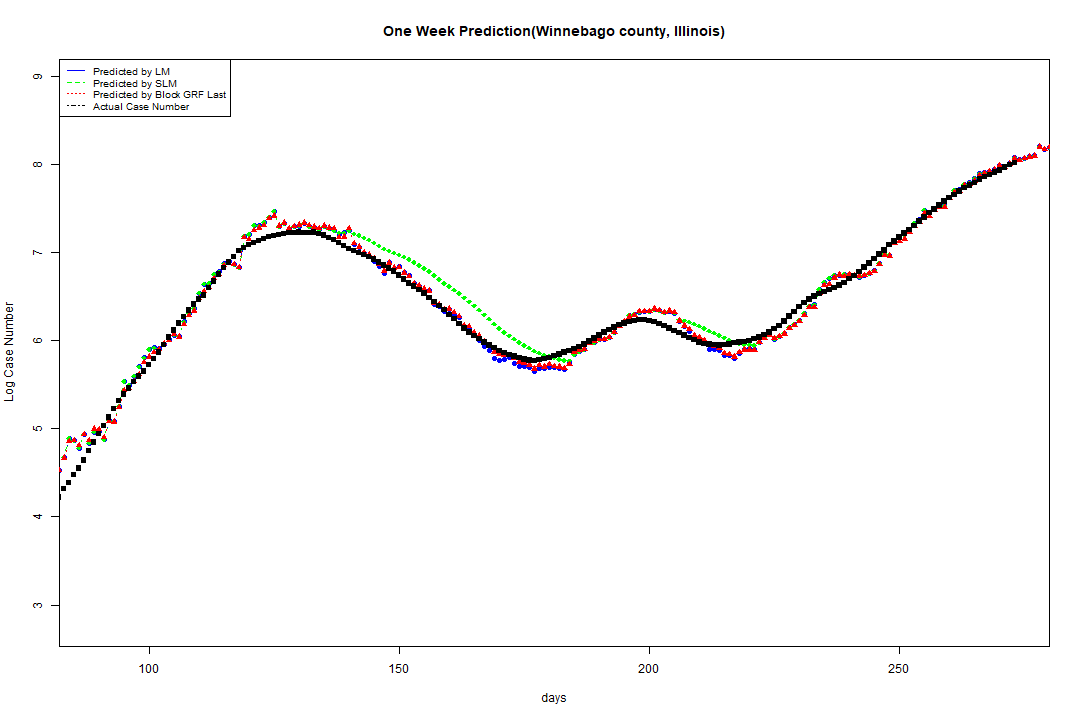 One Week Prediction(Winnebago county, Illinois)
Predicted by LM
Predicted by SLM
Predicted by Block GRF Last
Actual Case Number
9
8
7
6
5
4
3
Log Case Number
100 150 200 250
days